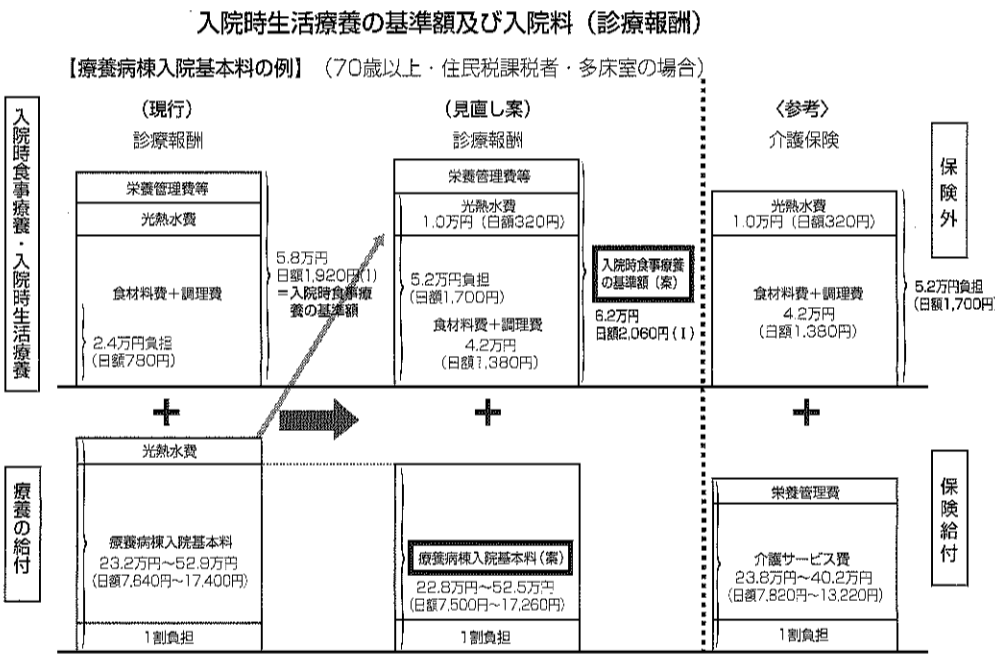 入院時生活療養の基準額及び入院料（診療報酬）
【療養病棟入院基本料の例】（70歳以上・住民税課税者・多床室の場合）
入院時食事療養・入院時生活療養
（現行）
診療報酬
栄養管理費等
光熱水費
食材料費＋調理費
2.4万円負担
（日額780円）
5.8万円
日額1,920円(1)
＝入院時食事療
養の基準額
（見直し案）
診療報酬
栄養管理費等
光熱水費
1.0万円（日額320円）
5.2万円負担
（日額1,700円）
食材料費＋調理費
4.2万円
（日額1,380円）
入院時食事療養
の基準額（案）
6.2万円
日額2,060円（Ｉ）
〈参考〉
介護保険
光熱水費
1.0万円（日額320円）
食材料費＋調理費
4.2万円
（日額1,380円）
5.2万円負担
（日額1,700円）
保険外
＋
＋
＋
療養の給付
光熱水費
療養病棟入院基本料
23.2万円～52.9万円
（日額7,640円～17,400円）
1割負担
療養病棟入院基本料（案）
22.8万円～52.5万円
（日額7,500円～17,260円）
1割負担
栄養管理費
介護サービス費
23.8万円～40.2万円
（日額7,820円～13,220円）
1割負担
保険給付